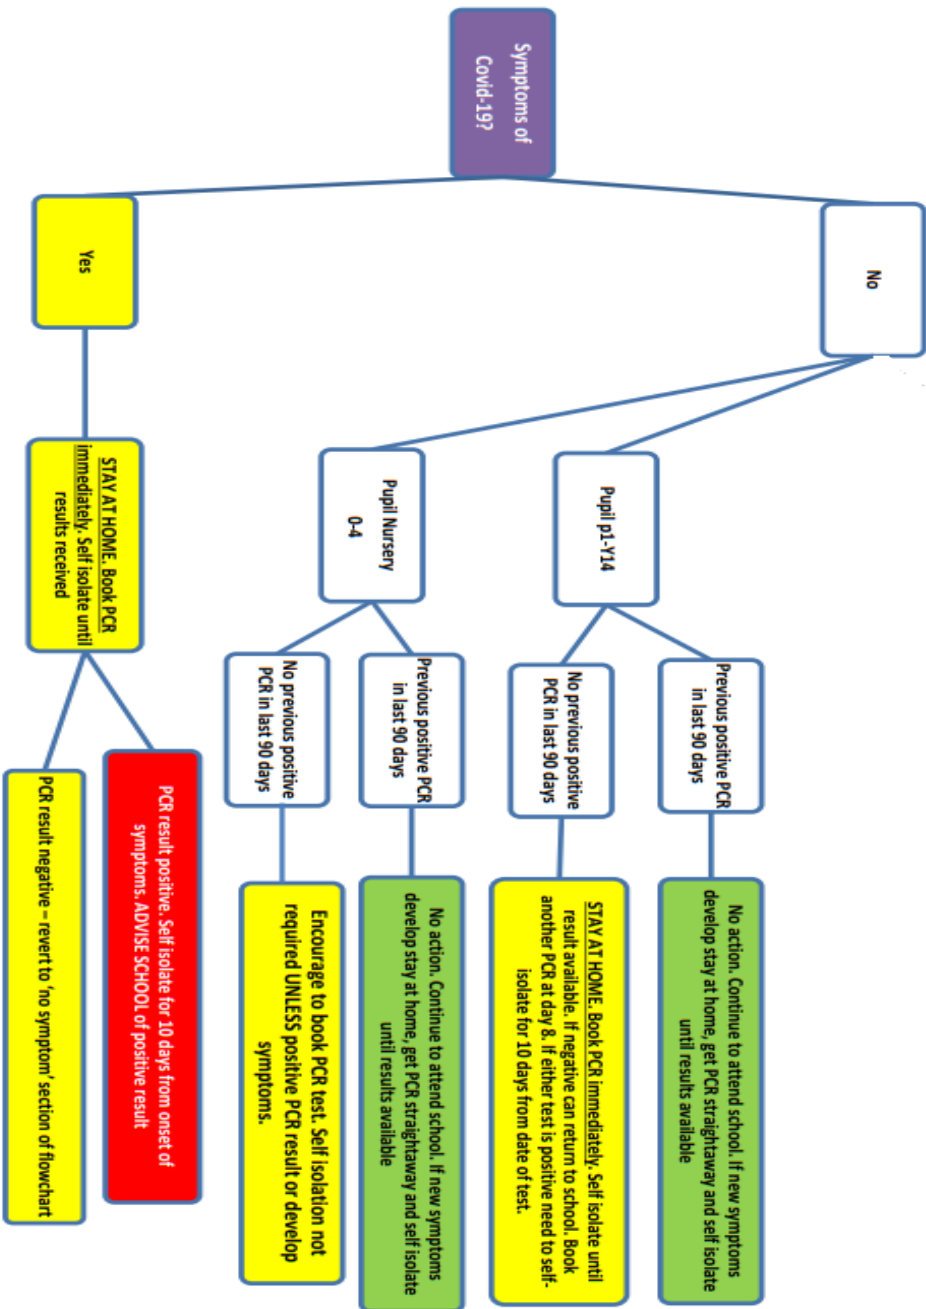 Symptoms of
Covid-19?
No
Yes
Pupil p1-Y14
Pupil Nursery
0-4
Previous positive PCR
in last 90 days
No action. Continue to attend school. If new symptoms
develop stay at home, get PCR straightaway and self isolate
until results available
No previous positive
PCR in last 90 days
STAY AT HOME. Book PCR immediately. Self isolate until
result available. If negative can return to school. Book
another PCR at day 8. If either test is positive need to self-
isolate for 10 days from date of test.
Previous positive PCR
in last 90 days
No action. Continue to attend school. If new symptoms
develop stay at home, get PCR straightaway and self isolate
until results available
No previous positive
PCR in last 90 days
Encourage to book PCR test. Self isolation not
required UNLESS positive PCR result or develop
symptoms.
STAY AT HOME. Book PCR
immediately. Self isolate until
results received
PCR result positive. Self isolate for 10 days from onset of
symptoms. ADVISE SCHOOL of positive result
PCR result negative – revert to 'no symptom' section of flowchart